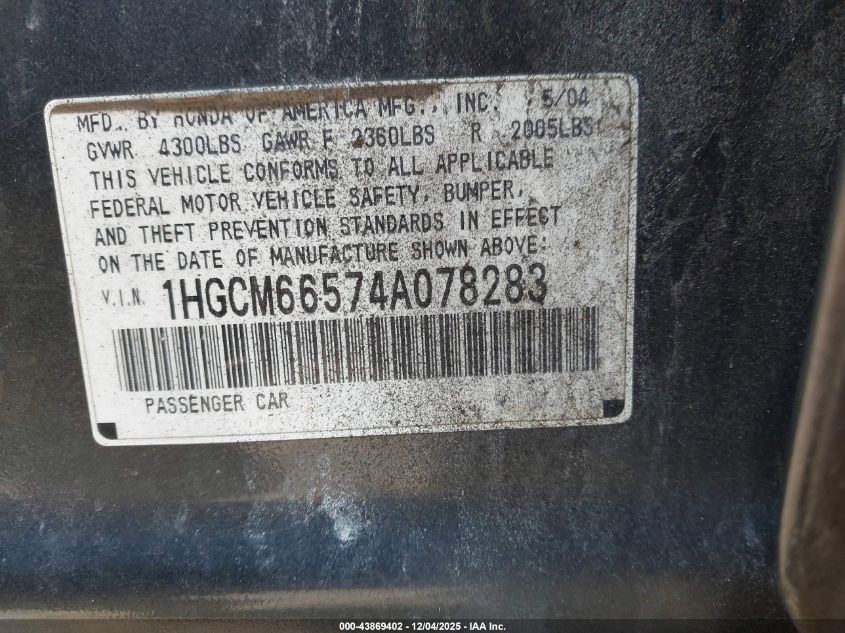 MFD. BY HONDA OF AMERICA MFG., INC. 5/04
GVWR 4300LBS GAWR F 2360LBS R 2005LBS
THIS VEHICLE CONFORMS TO ALL APPLICABLE
FEDERAL MOTOR VEHICLE SAFETY, BUMPER,
AND THEFT PREVENTION STANDARDS IN EFFECT
ON THE DATE OF MANUFACTURE SHOWN ABOVE:
V.I.N. 1HGCM66574A078283
PASSENGER CAR
000-43869402 - 12/04/2025 - IAA Inc.